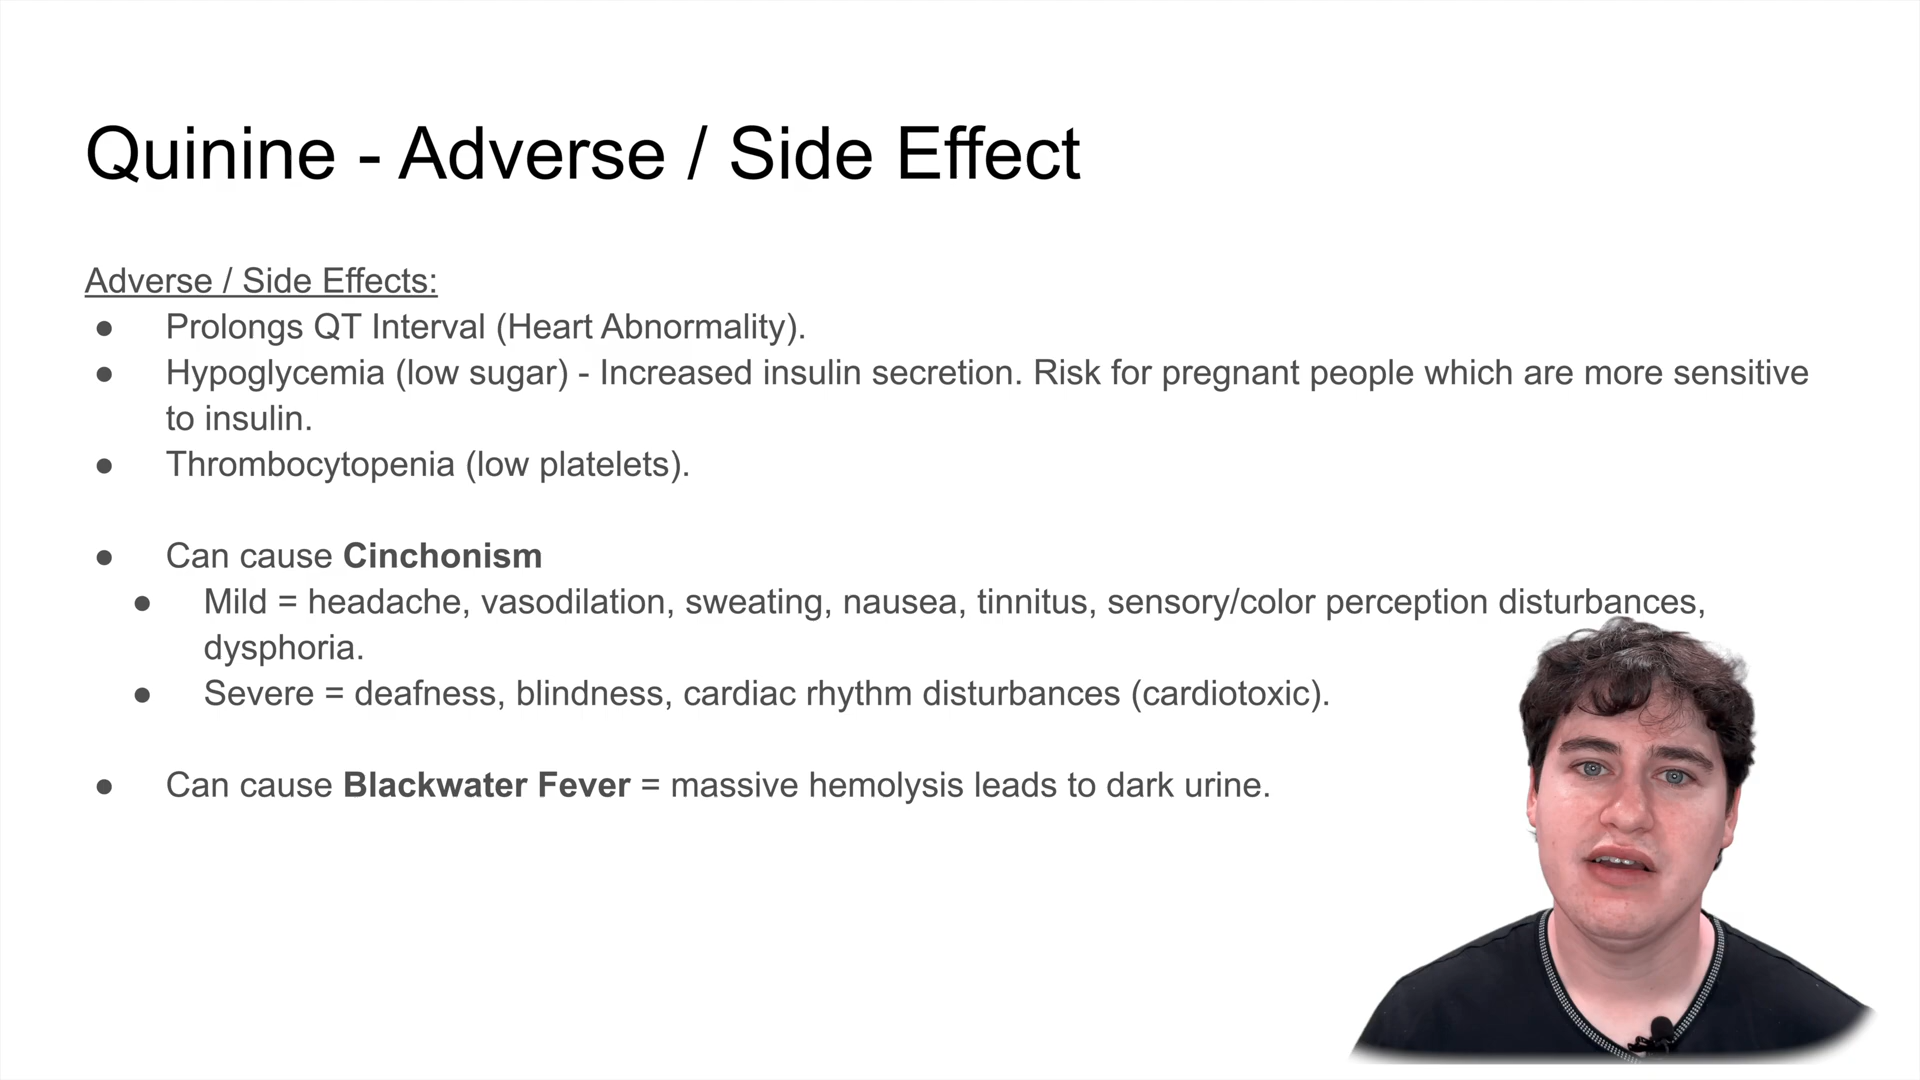 Quinine - Adverse / Side Effect
Adverse / Side Effects:
● Prolongs QT Interval (Heart Abnormality).
● Hypoglycemia (low sugar) - Increased insulin secretion. Risk for pregnant people which are more sensitive
to insulin.
● Thrombocytopenia (low platelets).
● Can cause Cinchonism
● Mild = headache, vasodilation, sweating, nausea, tinnitus, sensory/color perception disturbances,
dysphoria.
● Severe = deafness, blindness, cardiac rhythm disturbances (cardiotoxic).
● Can cause Blackwater Fever = massive hemolysis leads to dark urine.